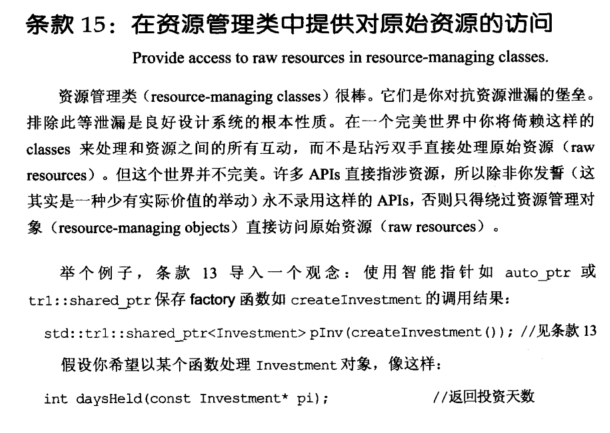 条款 15：在资源管理类中提供对原始资源的访问
Provide access to raw resources in resource-managing classes.
资源管理类（resource-managing classes）很棒。它们是你对抗资源泄漏的堡垒。
排除此等泄漏是良好设计系统的根本性质。在一个完美世界中你将倚赖这样的
classes 来处理和资源之间的所有互动，而不是玷污双手直接处理原始资源（raw
resources）。但这个世界并不完美。许多 APIs 直接指涉资源，所以除非你发誓（这
其实是一种少有实际价值的举动）永不录用这样的 APIs，否则只得绕过资源管理对
象（resource-managing objects）直接访问原始资源（raw resources）。
举个例子，条款 13 导入一个观念：使用智能指针如 auto_ptr 或
tr1::shared_ptr 保存 factory 函数如 createInvestment 的调用结果：
std::tr1::shared_ptr<Investment> pInv(createInvestment()); //见条款 13
假设你希望以某个函数处理 Investment 对象，像这样：
int daysHeld(const Investment* pi); //返回投资天数